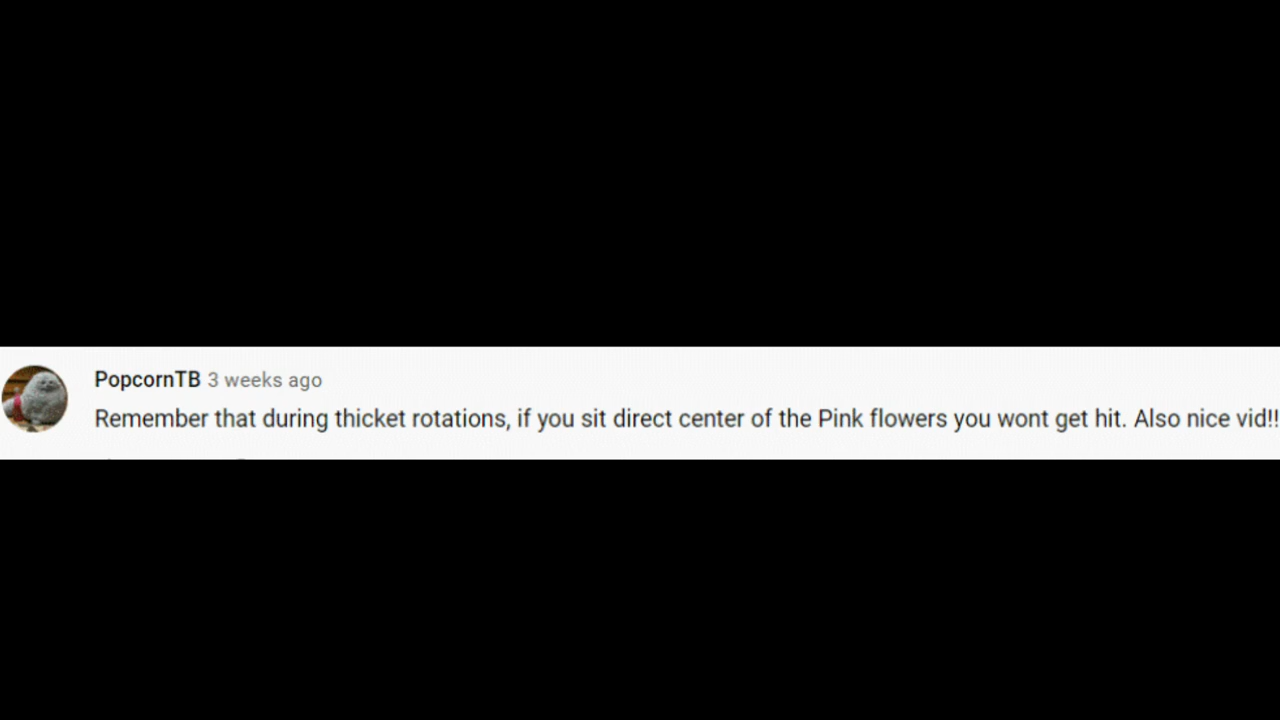 PopcornTB 3 weeks ago
Remember that during thicket rotations, if you sit direct center of the Pink flowers you wont get hit. Also nice vid!!